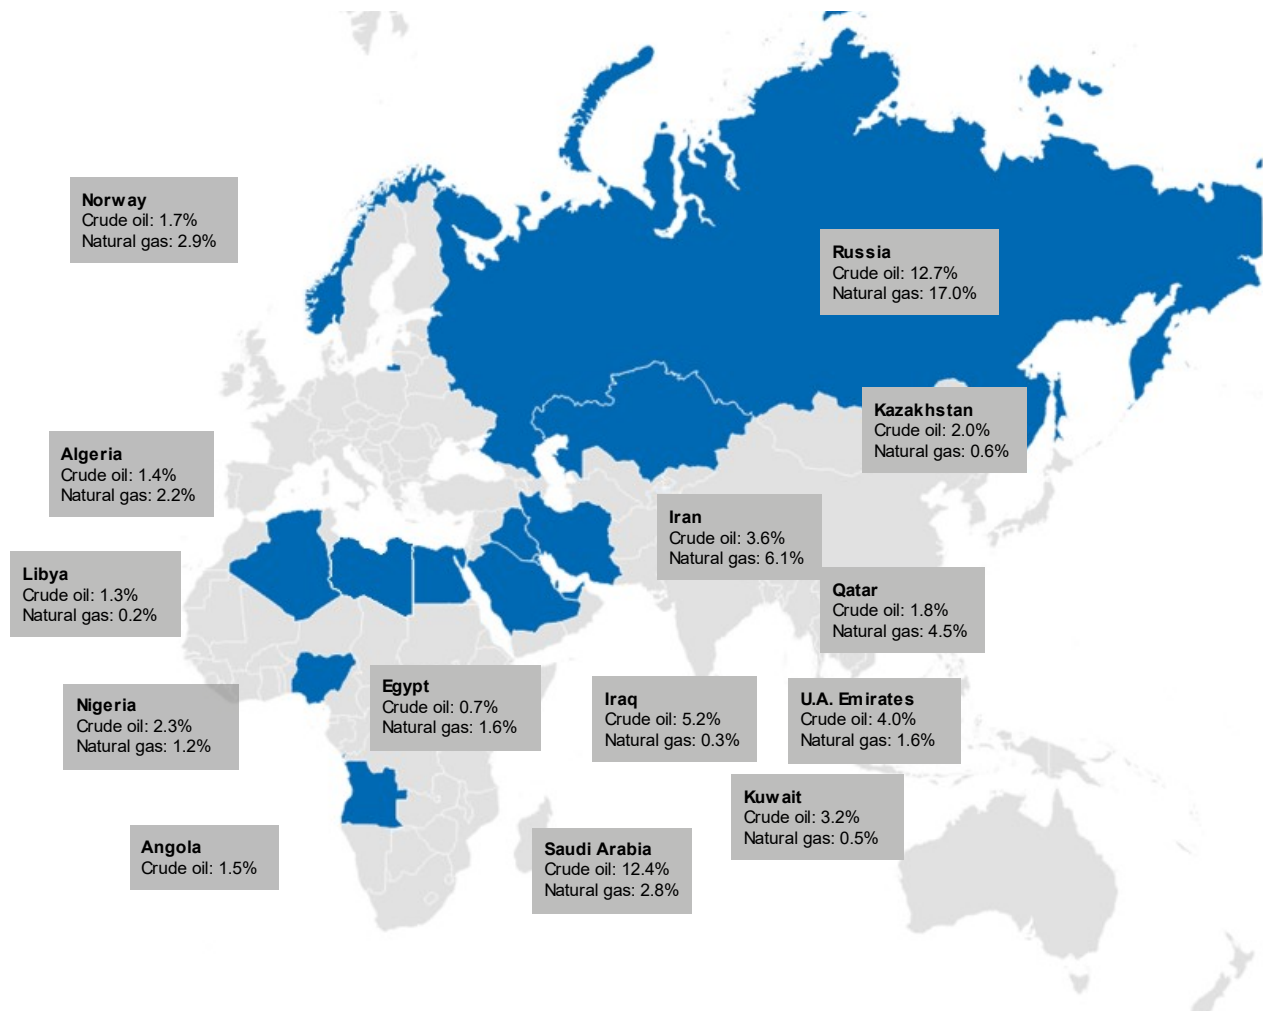 Norway
Crude oil: 1.7%
Natural gas: 2.9%
Russia
Crude oil: 12.7%
Natural gas: 17.0%
Kazakhstan
Crude oil: 2.0%
Natural gas: 0.6%
Algeria
Crude oil: 1.4%
Natural gas: 2.2%
Iran
Crude oil: 3.6%
Natural gas: 6.1%
Libya
Crude oil: 1.3%
Natural gas: 0.2%
Qatar
Crude oil: 1.8%
Natural gas: 4.5%
Egypt
Crude oil: 0.7%
Natural gas: 1.6%
Iraq
Crude oil: 5.2%
Natural gas: 0.3%
U.A. Emirates
Crude oil: 4.0%
Natural gas: 1.6%
Nigeria
Crude oil: 2.3%
Natural gas: 1.2%
Kuwait
Crude oil: 3.2%
Natural gas: 0.5%
Angola
Crude oil: 1.5%
Saudi Arabia
Crude oil: 12.4%
Natural gas: 2.8%